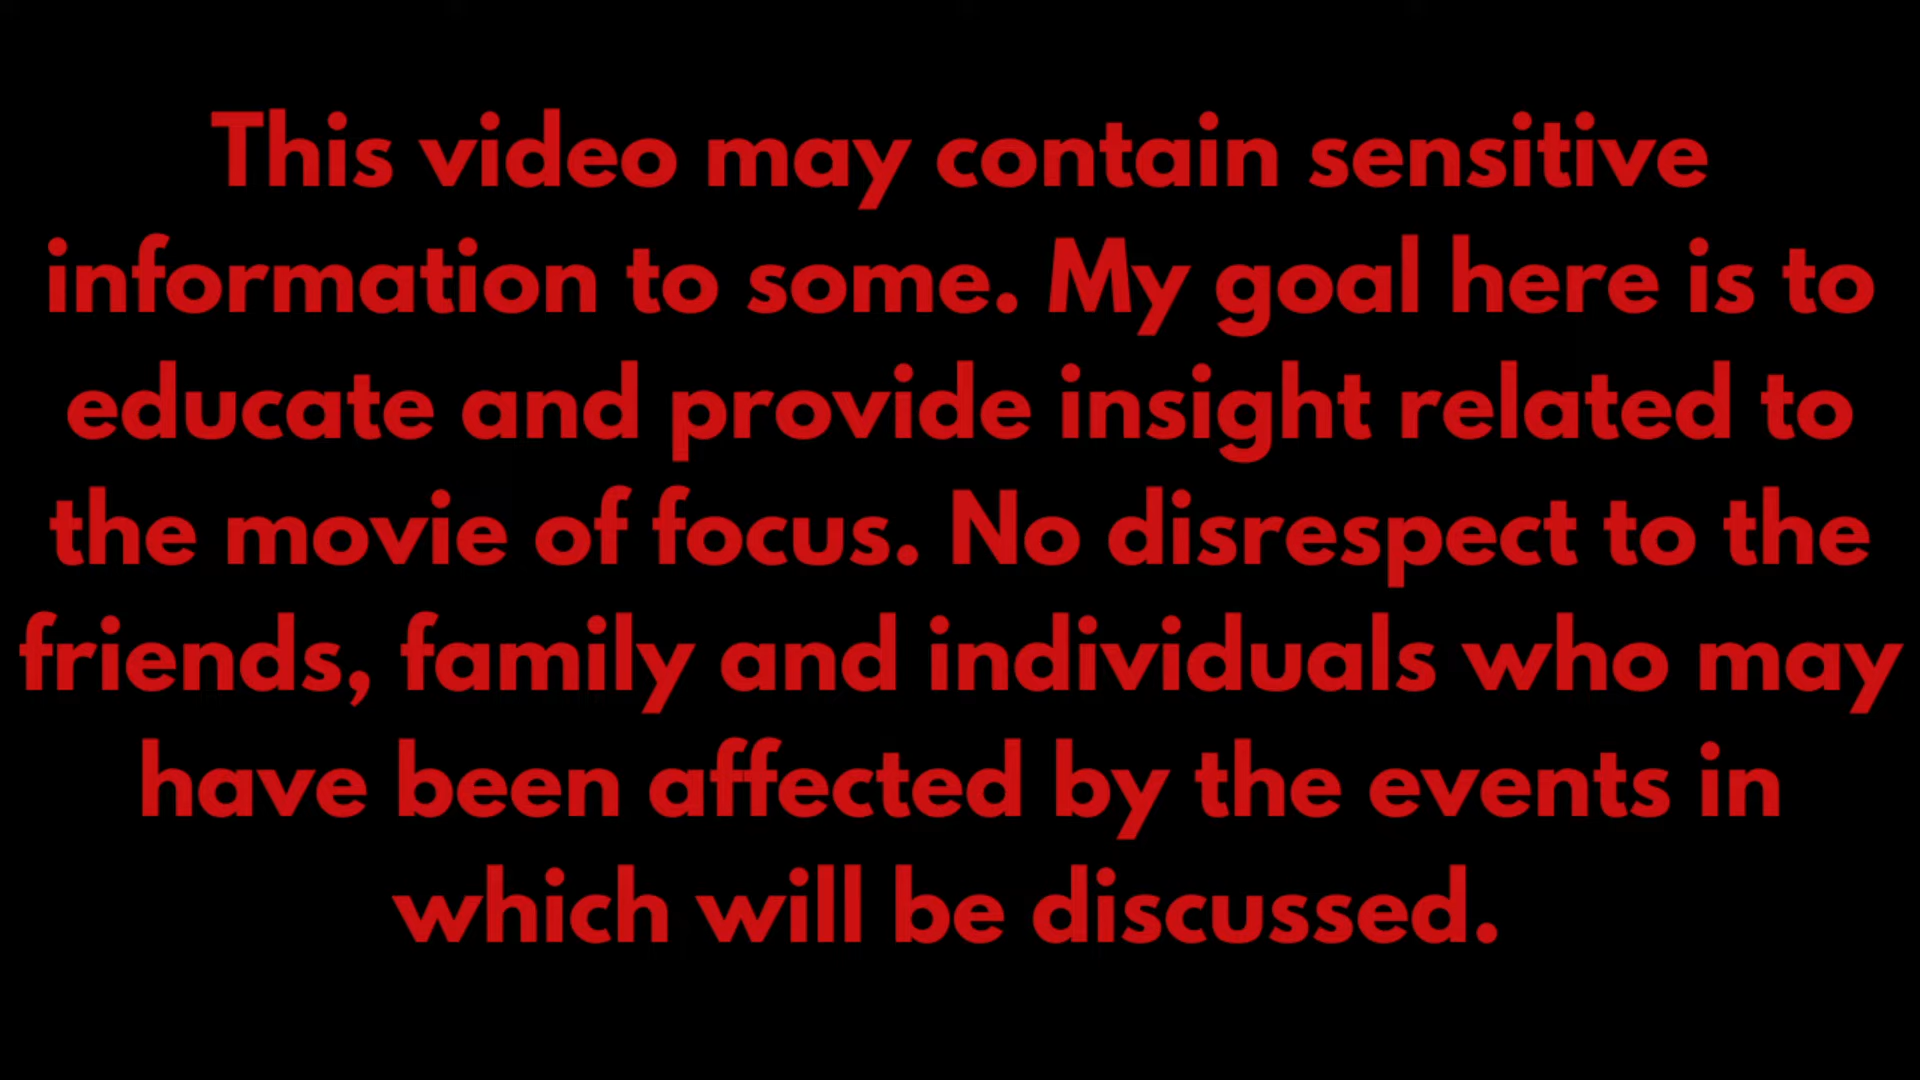 This video may contain sensitive
information to some. My goal here is to
educate and provide insight related to
the movie of focus. No disrespect to the
friends, family and individuals who may
have been affected by the events in
which will be discussed.